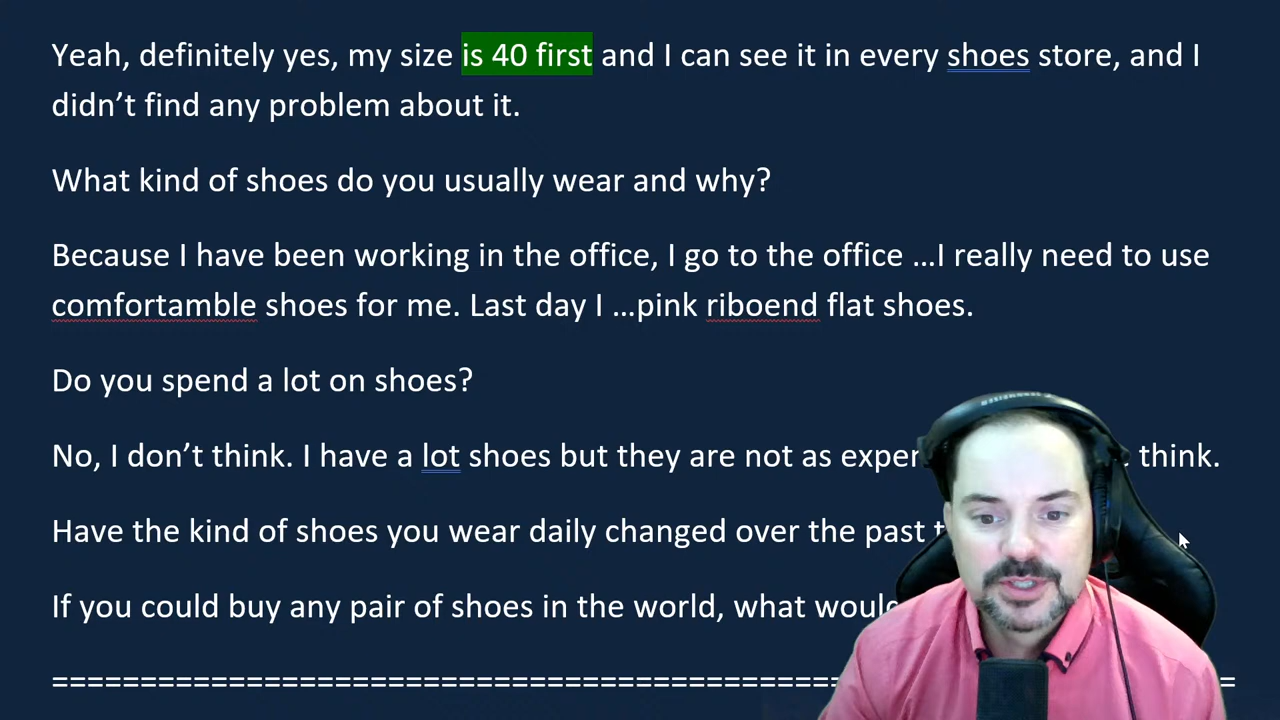 Yeah, definitely yes, my size is 40 first and I can see it in every shoes store, and I
didn’t find any problem about it.
What kind of shoes do you usually wear and why?
Because I have been working in the office, I go to the office …I really need to use
comfortamble shoes for me. Last day I …pink riboend flat shoes.
Do you spend a lot on shoes?
No, I don’t think. I have a lot shoes but they are not as think.
Have the kind of shoes you wear daily changed over the past
If you could buy any pair of shoes in the world, what
=============================================